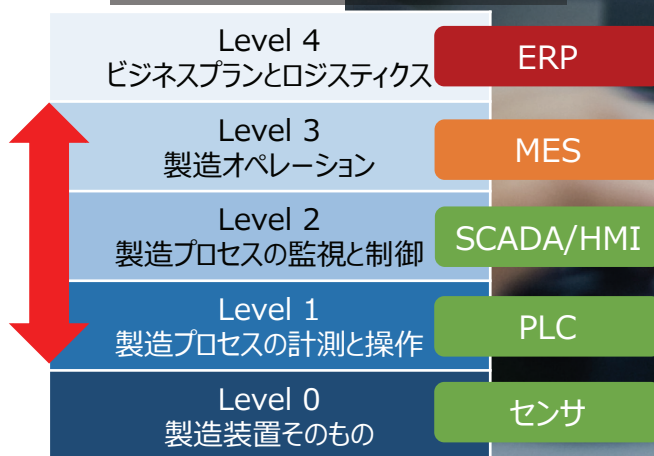 Level 4
ビジネスプランとロジスティクス
ERP
Level 3
製造オペレーション
MES
Level 2
製造プロセスの監視と制御
SCADA/HMI
Level 1
製造プロセスの計測と操作
PLC
Level 0
製造装置そのもの
センサ